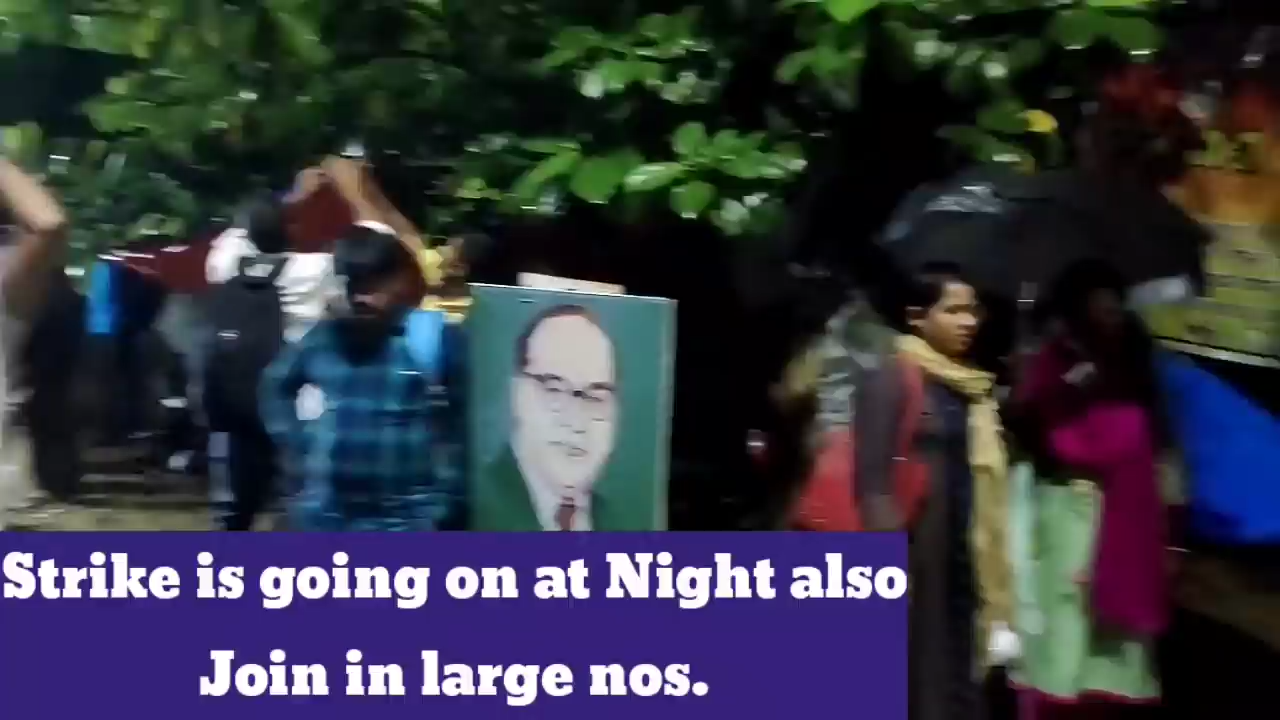 Strike is going on at Night also
Join in large nos.